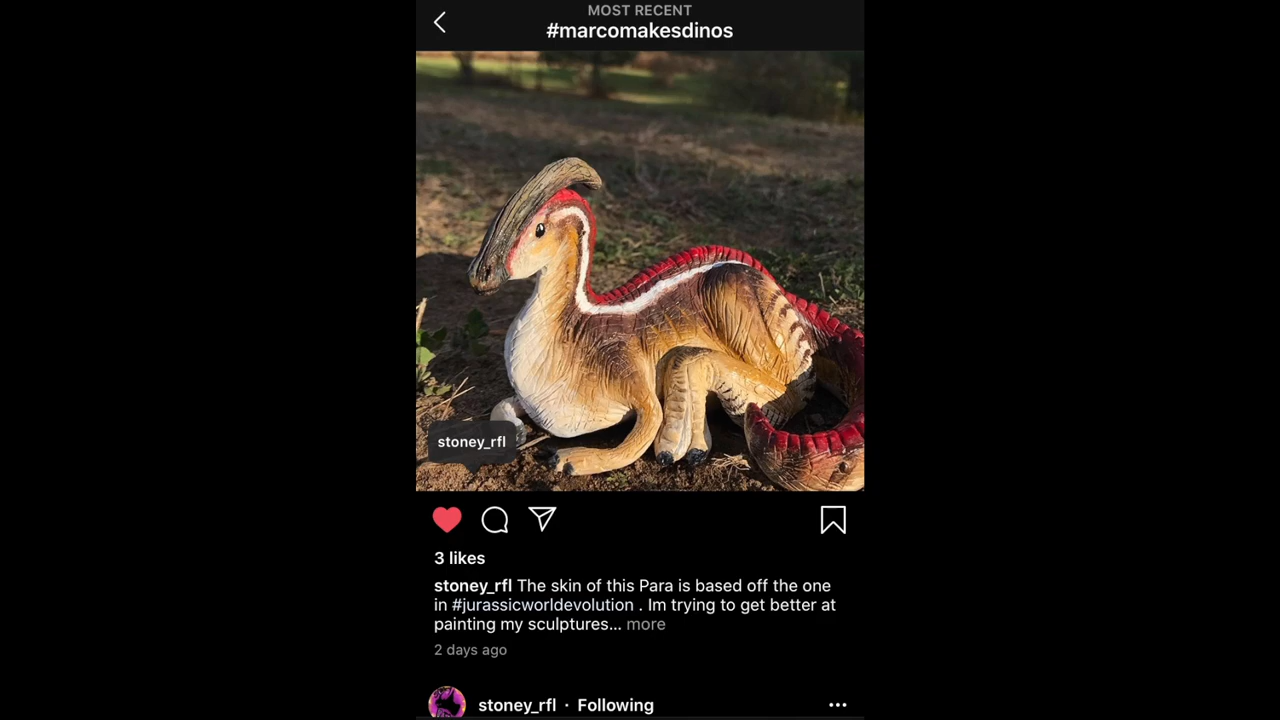 MOST RECENT
#marcomakesdinos
stoney_rfl
3 likes
stoney_rfl The skin of this Para is based off the one
in #jurassicworldevolution . Im trying to get better at
painting my sculptures... more
2 days ago
stoney_rfl · Following